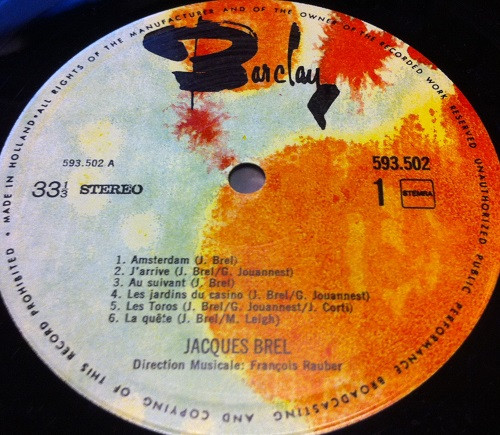 Barclay
593.502 A
593.502
33 1/3 STEREO
1
STEMRA
1. Amsterdam (J. Brel)
2. J'arrive (J. Brel/G. Jouannest)
3. Au suivant (J. Brel)
4. Les jardins du casino (J. Brel/G. Jouannest)
5. Les Toros (J. Brel/G. Jouannest/J. Corti)
6. La quête (J. Brel/M. Leigh)
JACQUES BREL
Direction Musicale: François Rauber
MADE IN HOLLAND • ALL RIGHTS OF THE MANUFACTURER AND OF THE OWNER OF THE RECORDED WORK RESERVED UNAUTHORIZED PUBLIC PERFORMANCE BROADCASTING AND COPYING OF THIS RECORD PROHIBITED •